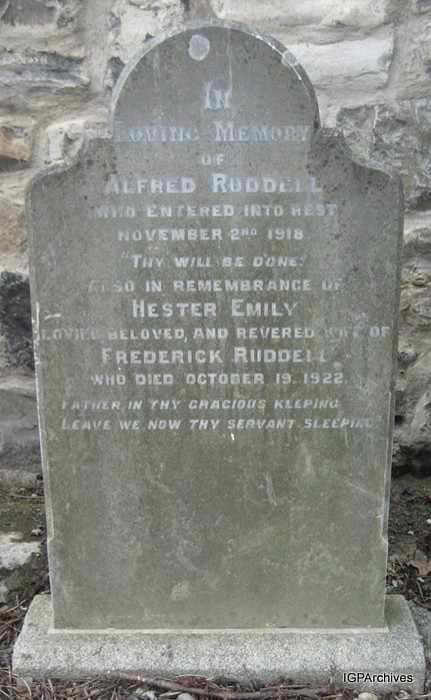 In
Loving Memory
of
Alfred Ruddell
who entered into rest
November 2nd 1918
"Thy will be done."
Also in remembrance of
Hester Emily
loving beloved, and revered wife of
Frederick Ruddell
who died October 19, 1922.
Father, in thy gracious keeping
Leave we now thy servant sleeping
IGPArchives